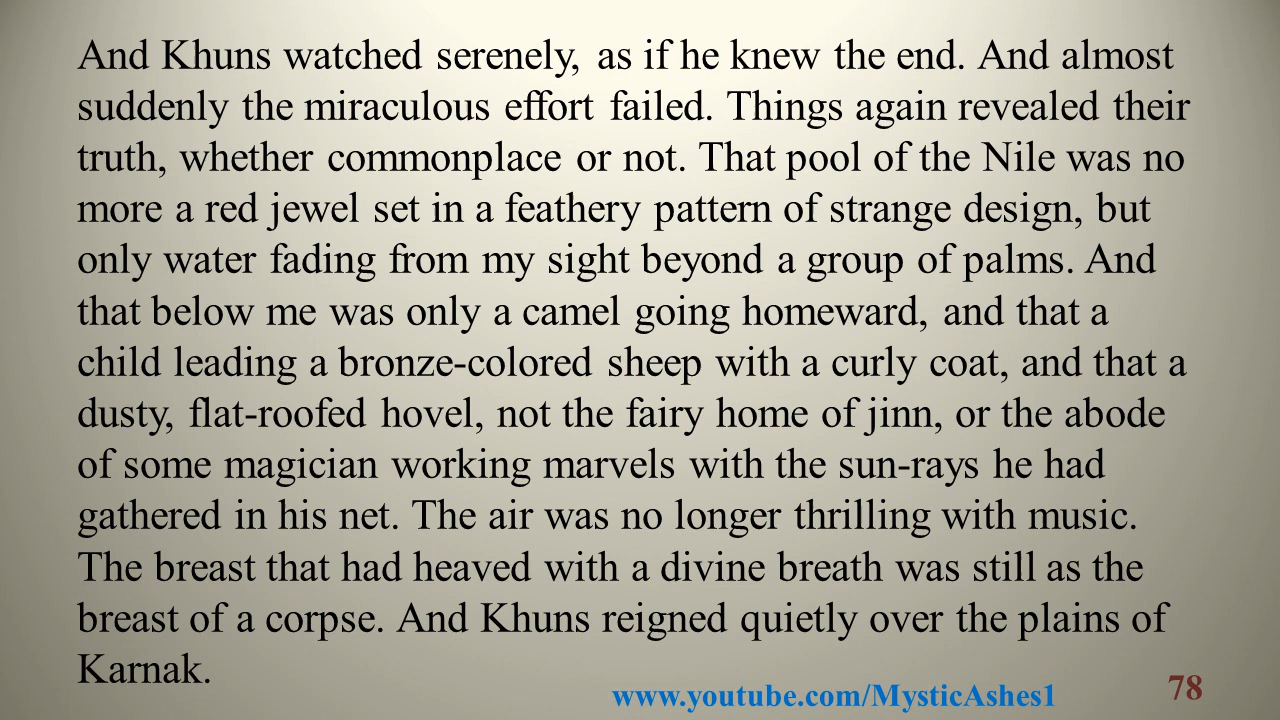 And Khuns watched serenely, as if he knew the end. And almost
suddenly the miraculous effort failed. Things again revealed their
truth, whether commonplace or not. That pool of the Nile was no
more a red jewel set in a feathery pattern of strange design, but
only water fading from my sight beyond a group of palms. And
that below me was only a camel going homeward, and that a
child leading a bronze-colored sheep with a curly coat, and that a
dusty, flat-roofed hovel, not the fairy home of jinn, or the abode
of some magician working marvels with the sun-rays he had
gathered in his net. The air was no longer thrilling with music.
The breast that had heaved with a divine breath was still as the
breast of a corpse. And Khuns reigned quietly over the plains of
Karnak.
www.youtube.com/MysticAshes1
78